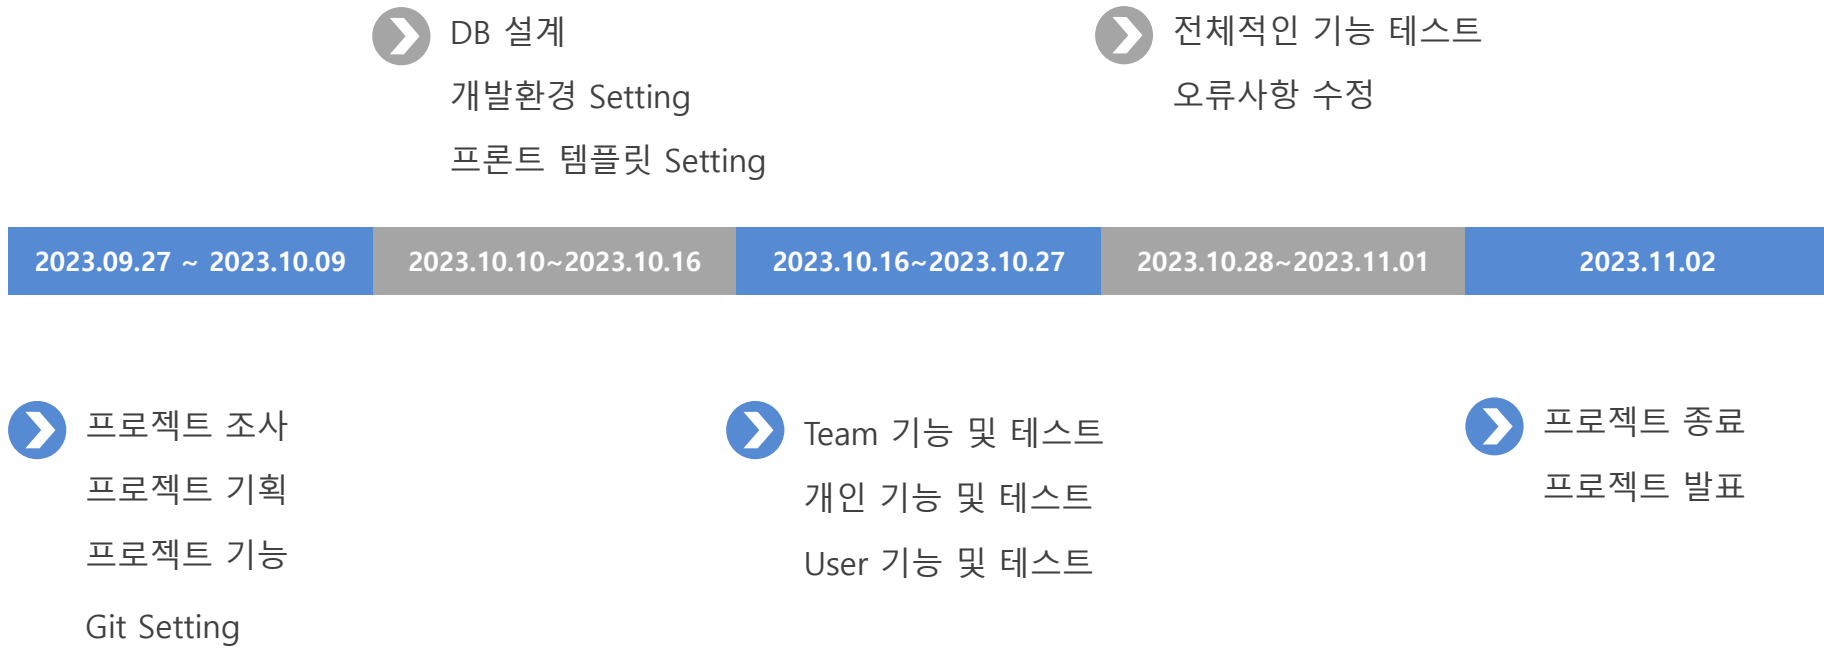 DB 설계
개발환경 Setting
프론트 템플릿 Setting
전체적인 기능 테스트
오류사항 수정
2023.09.27 ~ 2023.10.09
2023.10.10~2023.10.16
2023.10.16~2023.10.27
2023.10.28~2023.11.01
2023.11.02
프로젝트 조사
프로젝트 기획
프로젝트 기능
Git Setting
Team 기능 및 테스트
개인 기능 및 테스트
User 기능 및 테스트
프로젝트 종료
프로젝트 발표